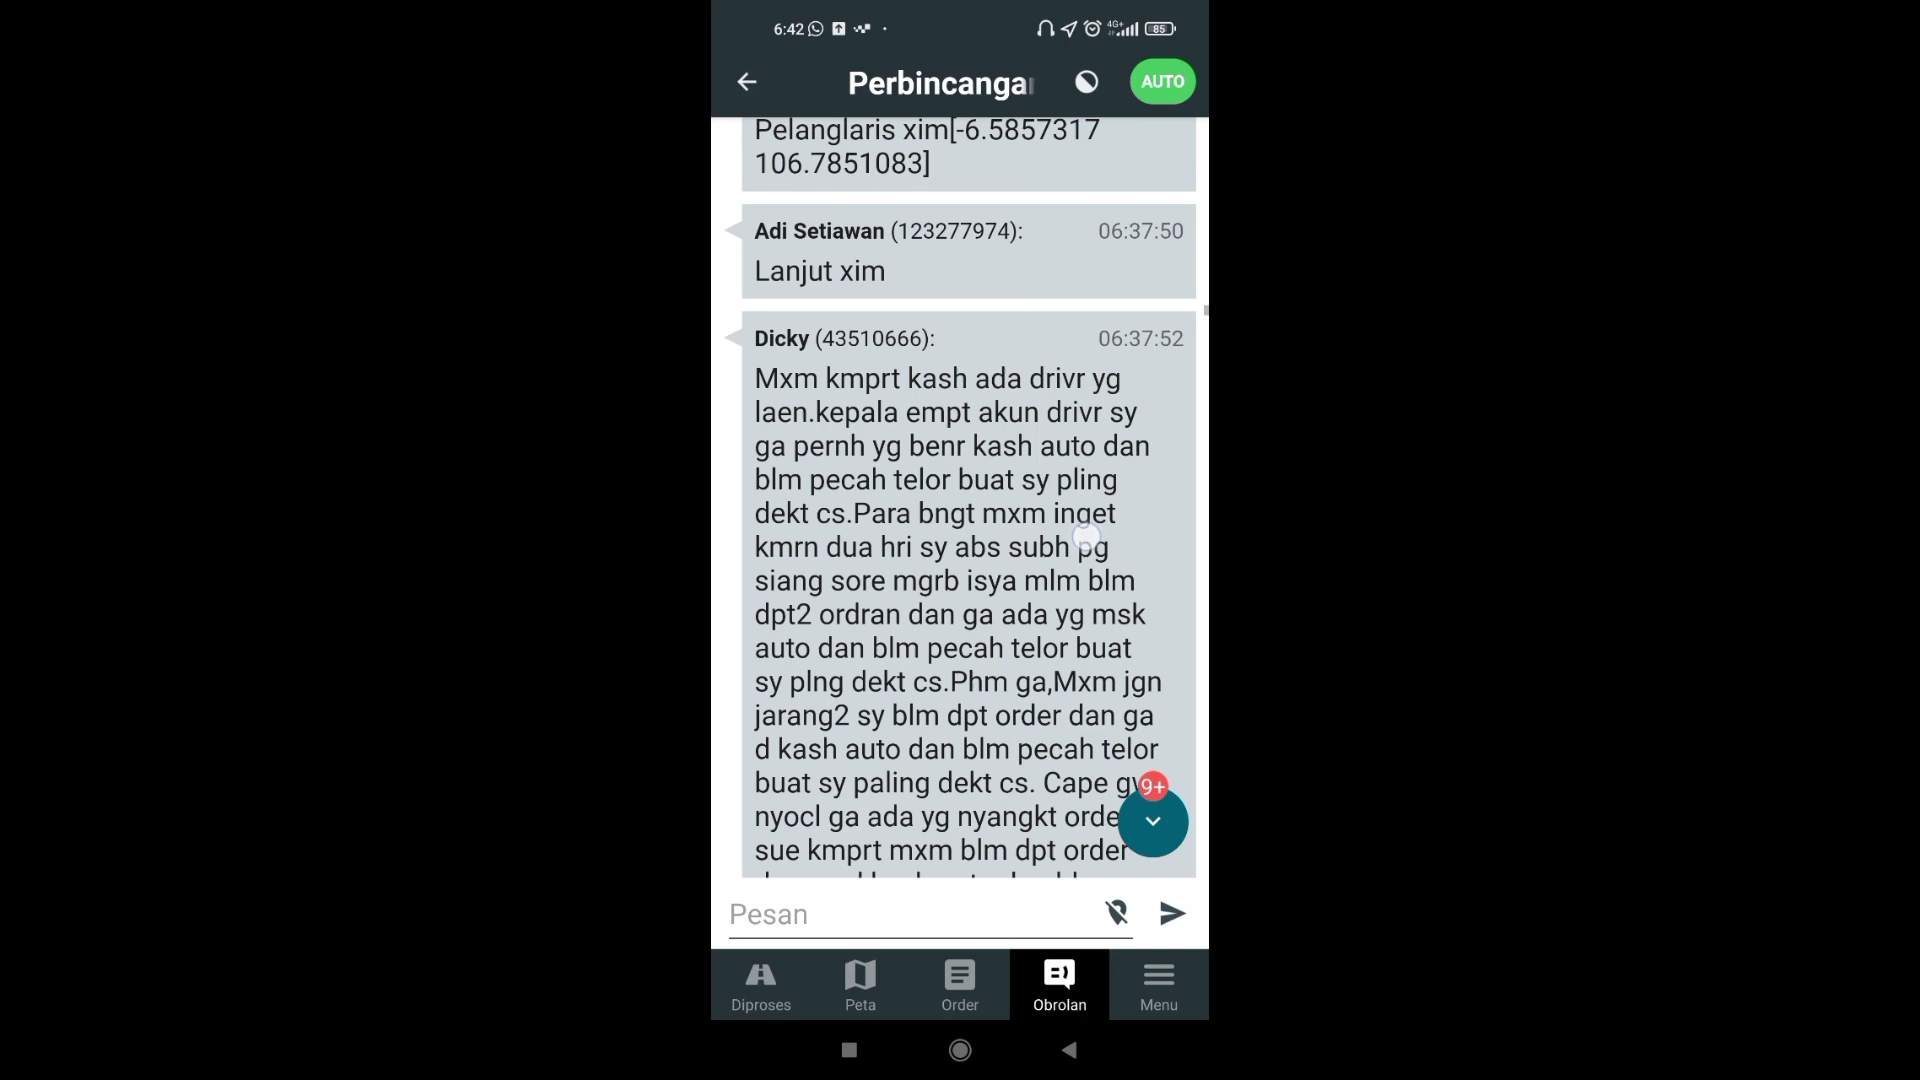 6:42
4G+
85
Perbincanga
AUTO
Pelanglaris xim[-6.5857317
106.7851083]
Adi Setiawan (123277974):
06:37:50
Lanjut xim
Dicky (43510666):
06:37:52
Mxm kmprt kash ada drivr yg
laen.kepala empt akun drivr sy
ga pernh yg benr kash auto dan
blm pecah telor buat sy pling
dekt cs.Para bngt mxm inget
kmrn dua hri sy abs subh pg
siang sore mgrb isya mlm blm
dpt2 ordran dan ga ada yg msk
auto dan blm pecah telor buat
sy plng dekt cs.Phm ga,Mxm jgn
jarang2 sy blm dpt order dan ga
d kash auto dan blm pecah telor
buat sy paling dekt cs. Cape
9+
nyocl ga ada yg nyangkt orde
sue kmprt mxm blm dpt order
Pesan
Diproses
Peta
Order
Obrolan
Menu